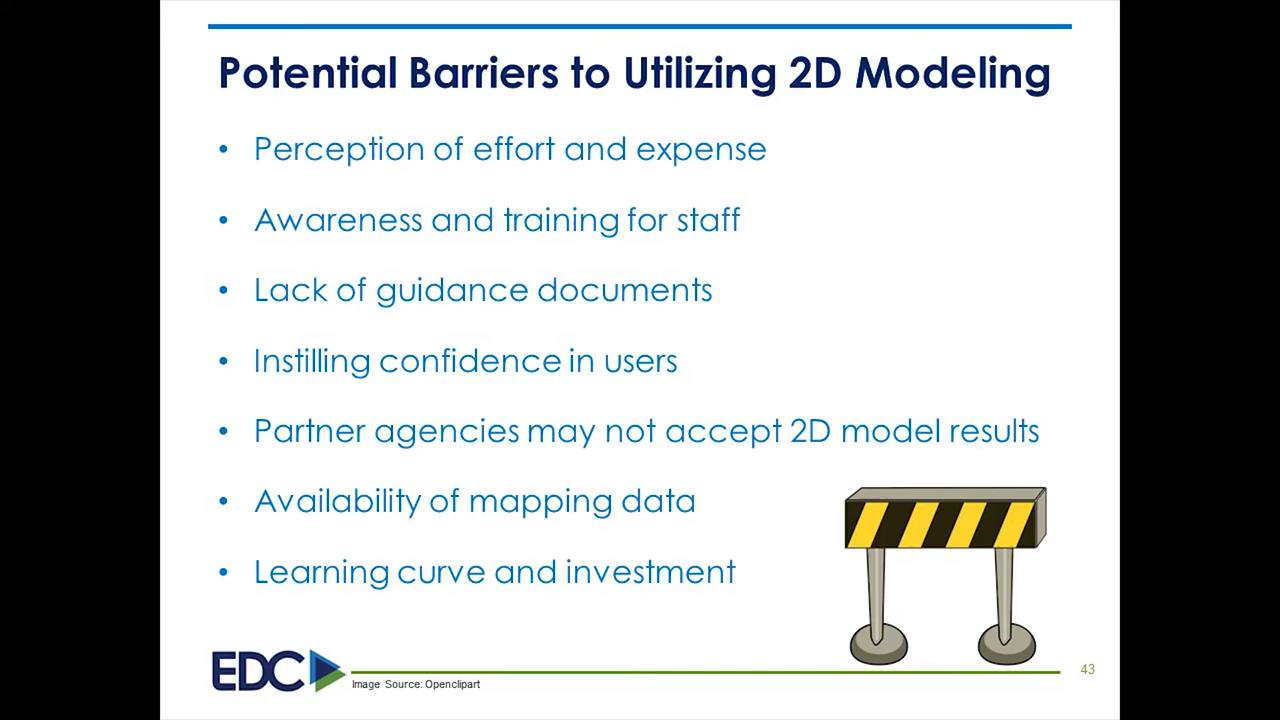 Potential Barriers to Utilizing 2D Modeling
• Perception of effort and expense
• Awareness and training for staff
• Lack of guidance documents
• Instilling confidence in users
• Partner agencies may not accept 2D model results
• Availability of mapping data
• Learning curve and investment
EDC
Image Source: Openclipart
43